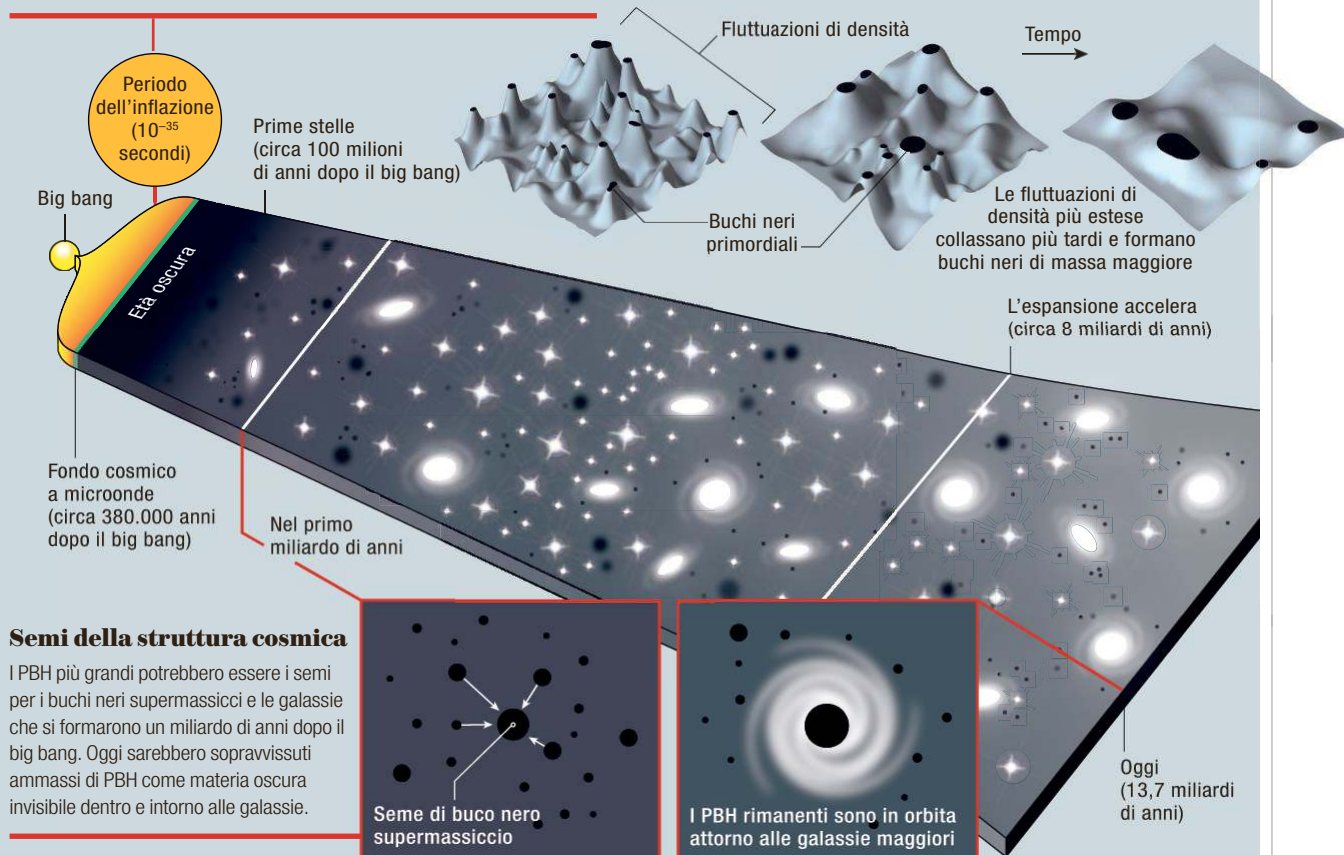 Fluttuazioni di densità
Tempo
Periodo
dell'inflazione
(10⁻³⁵
secondi)
Prime stelle
(circa 100 milioni
di anni dopo il big bang)
Big bang
Buchi neri
primordiali
Le fluttuazioni di
densità più estese
collassano più tardi e formano
buchi neri di massa maggiore
Età oscura
L'espansione accelera
(circa 8 miliardi di anni)
Fondo cosmico
a microonde
(circa 380.000 anni
dopo il big bang)
Nel primo
miliardo di anni
Semi della struttura cosmica
I PBH più grandi potrebbero essere i semi
per i buchi neri supermassicci e le galassie
che si formarono un miliardo di anni dopo il
big bang. Oggi sarebbero sopravvissuti
ammassi di PBH come materia oscura
invisibile dentro e intorno alle galassie.
Seme di buco nero
supermassiccio
I PBH rimanenti sono in orbita
attorno alle galassie maggiori
Oggi
(13,7 miliardi
di anni)